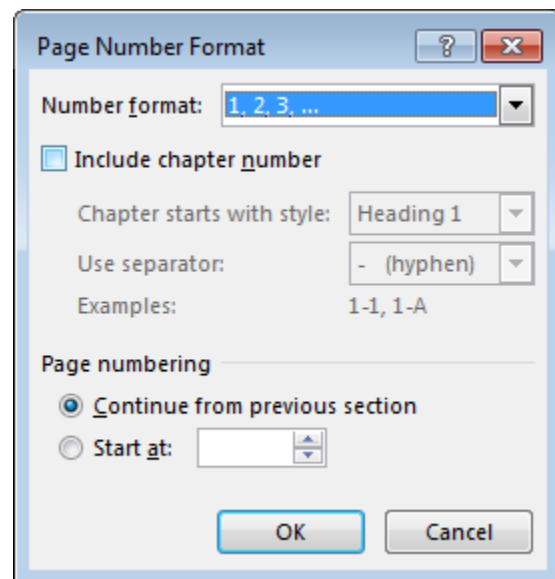 Page Number Format
Number format: 1, 2, 3, ...
Include chapter number
Chapter starts with style: Heading 1
Use separator: - (hyphen)
Examples: 1-1, 1-A
Page numbering
Continue from previous section
Start at:
OK Cancel